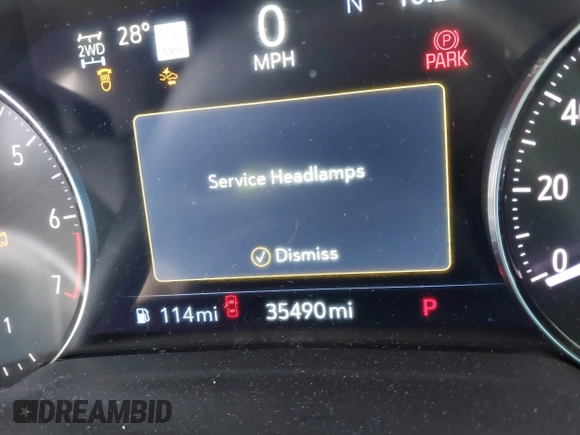 N
2WD
28°
0
MPH
PARK
5
6
7
1
40
20
0
Service Headlamps
Dismiss
114mi
35490mi
P
DREAMBID